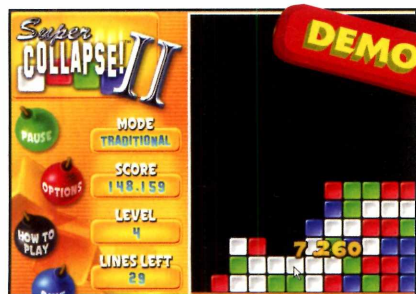 Super
COLLAPSE! II
DEMO
PAUSE
MODE
TRADITIONAL
OPTIONS
SCORE
148,159
LEVEL
4
HOW TO
PLAY
LINES LEFT
29
7,260